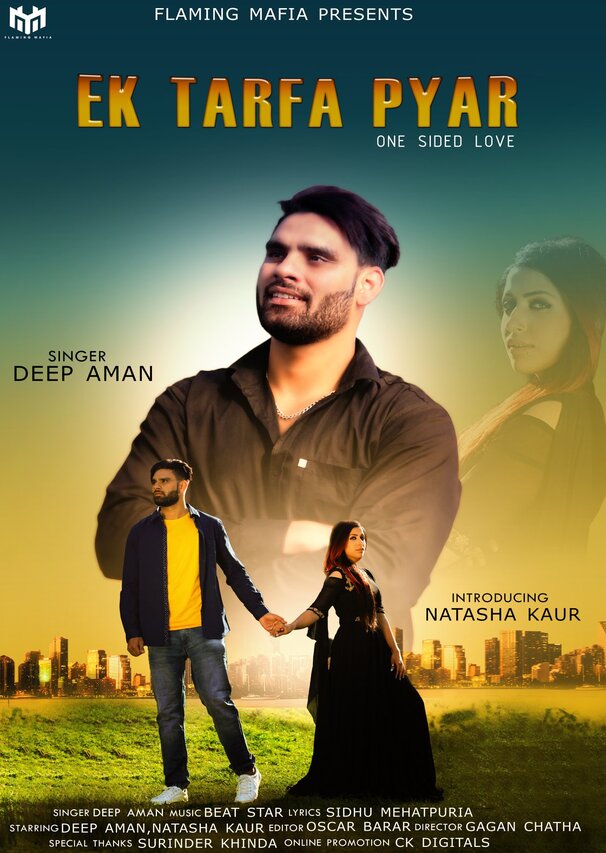 FLAMING MAFIA PRESENTS
FLAMING MAFIA
EK TARFA PYAR
ONE SIDED LOVE
SINGER
DEEP AMAN
INTRODUCING
NATASHA KAUR
SINGER DEEP AMAN MUSIC BEAT STAR LYRICS SIDHU MEHATPURIA
STARRING DEEP AMAN,NATASHA KAUR EDITOR OSCAR BARAR DIRECTOR GAGAN CHATHA
SPECIAL THANKS SURINDER KHINDA ONLINE PROMOTION CK DIGITALS